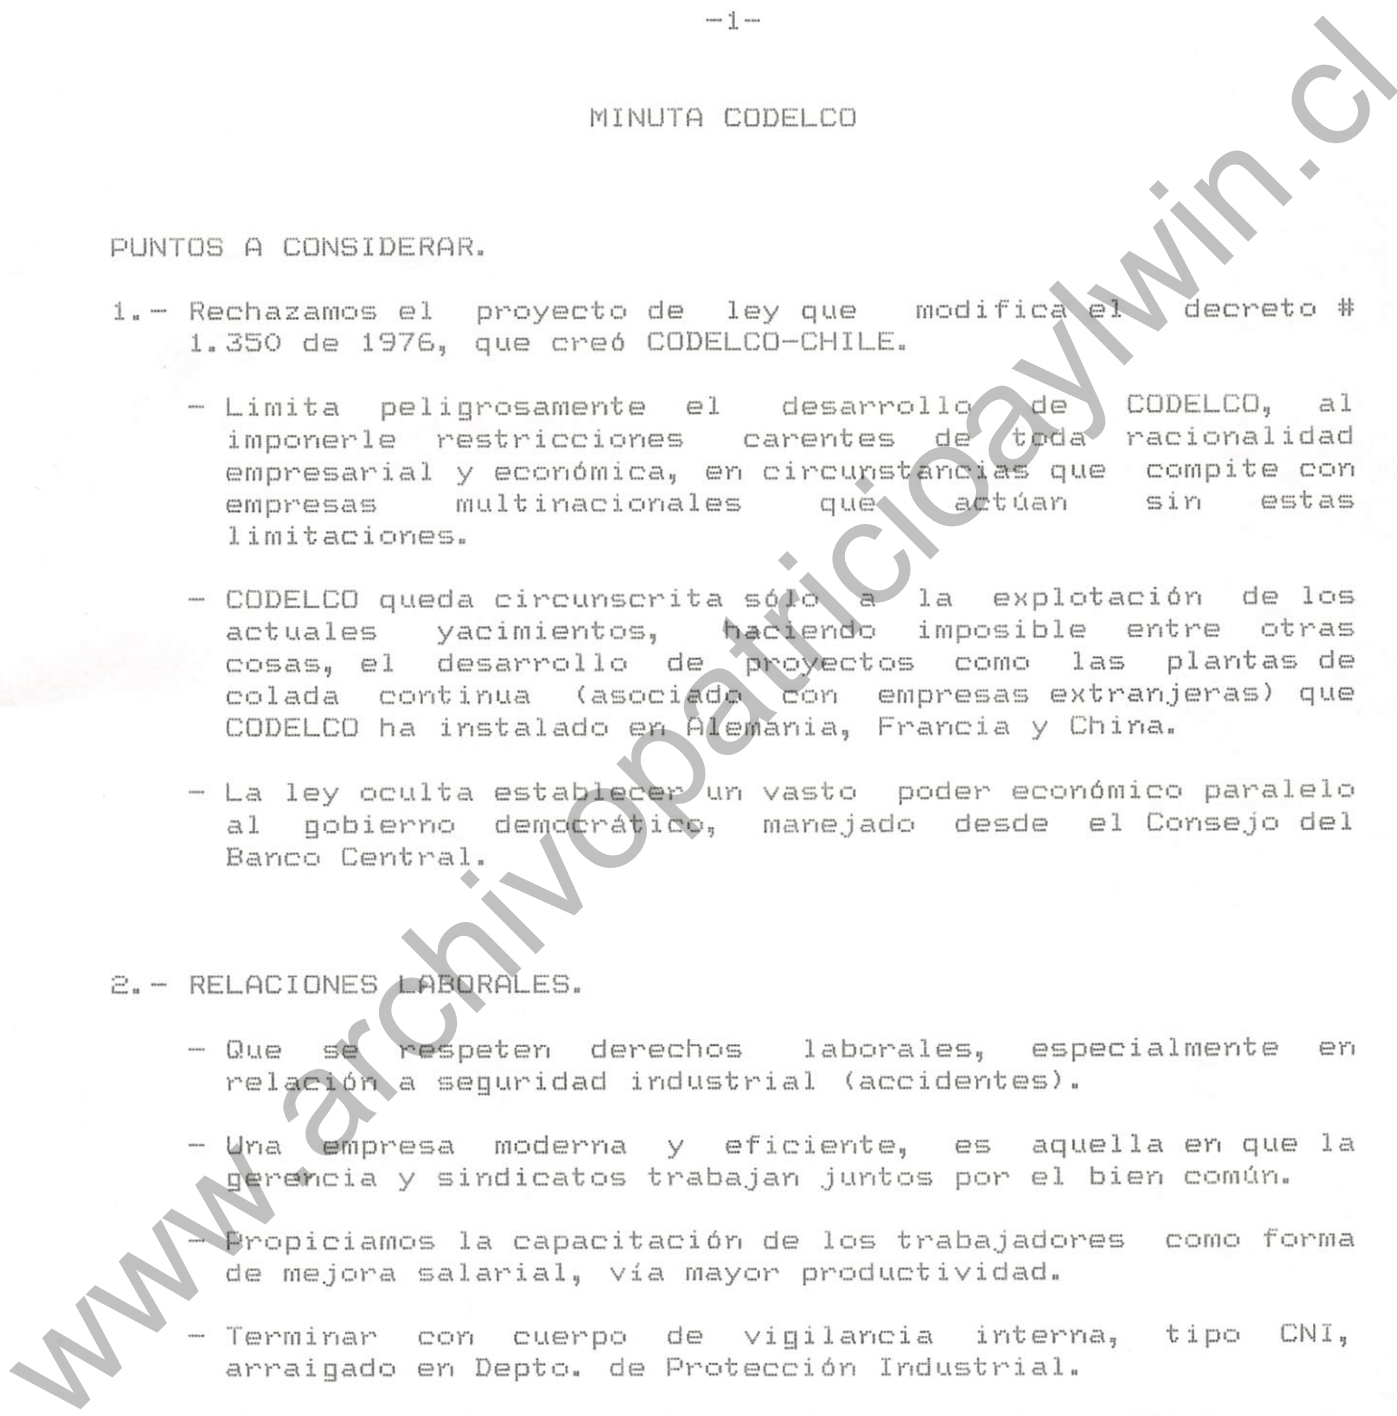 -1-
MINUTA CODELCO
PUNTOS A CONSIDERAR.
1.- Rechazamos el proyecto de ley que modifica el decreto #
1.350 de 1976, que creó CODELCO-CHILE.
- Limita peligrosamente el desarrollo de CODELCO, al
imponerle restricciones carentes de toda racionalidad
empresarial y económica, en circunstancias que compite con
empresas multinacionales que actúan sin estas
limitaciones.
- CODELCO queda circunscrita sólo a la explotación de los
actuales yacimientos, haciendo imposible entre otras
cosas, el desarrollo de proyectos como las plantas de
colada continua (asociado con empresas extranjeras) que
CODELCO ha instalado en Alemania, Francia y China.
- La ley oculta establecer un vasto poder económico paralelo
al gobierno democrático, manejado desde el Consejo del
Banco Central.
2.- RELACIONES LABORALES.
- Que se respeten derechos laborales, especialmente en
relación a seguridad industrial (accidentes).
- Una empresa moderna y eficiente, es aquella en que la
gerencia y sindicatos trabajan juntos por el bien común.
- Propiciamos la capacitación de los trabajadores como forma
de mejora salarial, vía mayor productividad.
- Terminar con cuerpo de vigilancia interna, tipo CNI,
arraigado en Depto. de Protección Industrial.
www.archivopatricioaylwin.cl